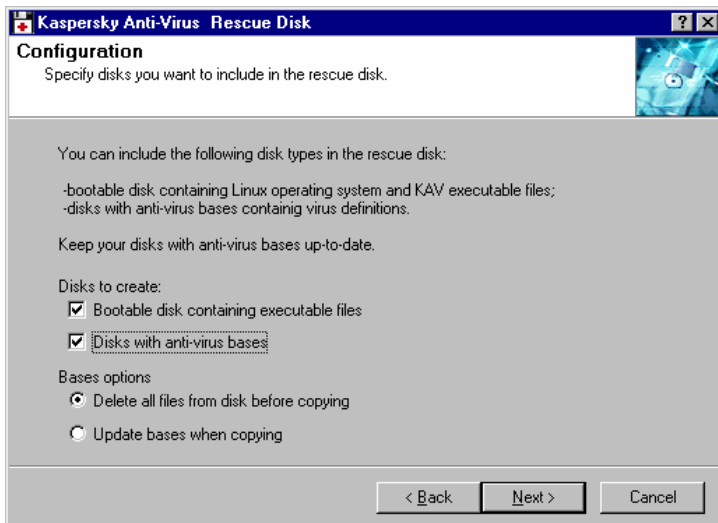 Kaspersky Anti-Virus Rescue Disk
Configuration
Specify disks you want to include in the rescue disk.
You can include the following disk types in the rescue disk:
-bootable disk containing Linux operating system and KAV executable files;
-disks with anti-virus bases containig virus definitions.
Keep your disks with anti-virus bases up-to-date.
Disks to create:
Bootable disk containing executable files
Disks with anti-virus bases
Bases options
Delete all files from disk before copying
Update bases when copying
< Back Next > Cancel